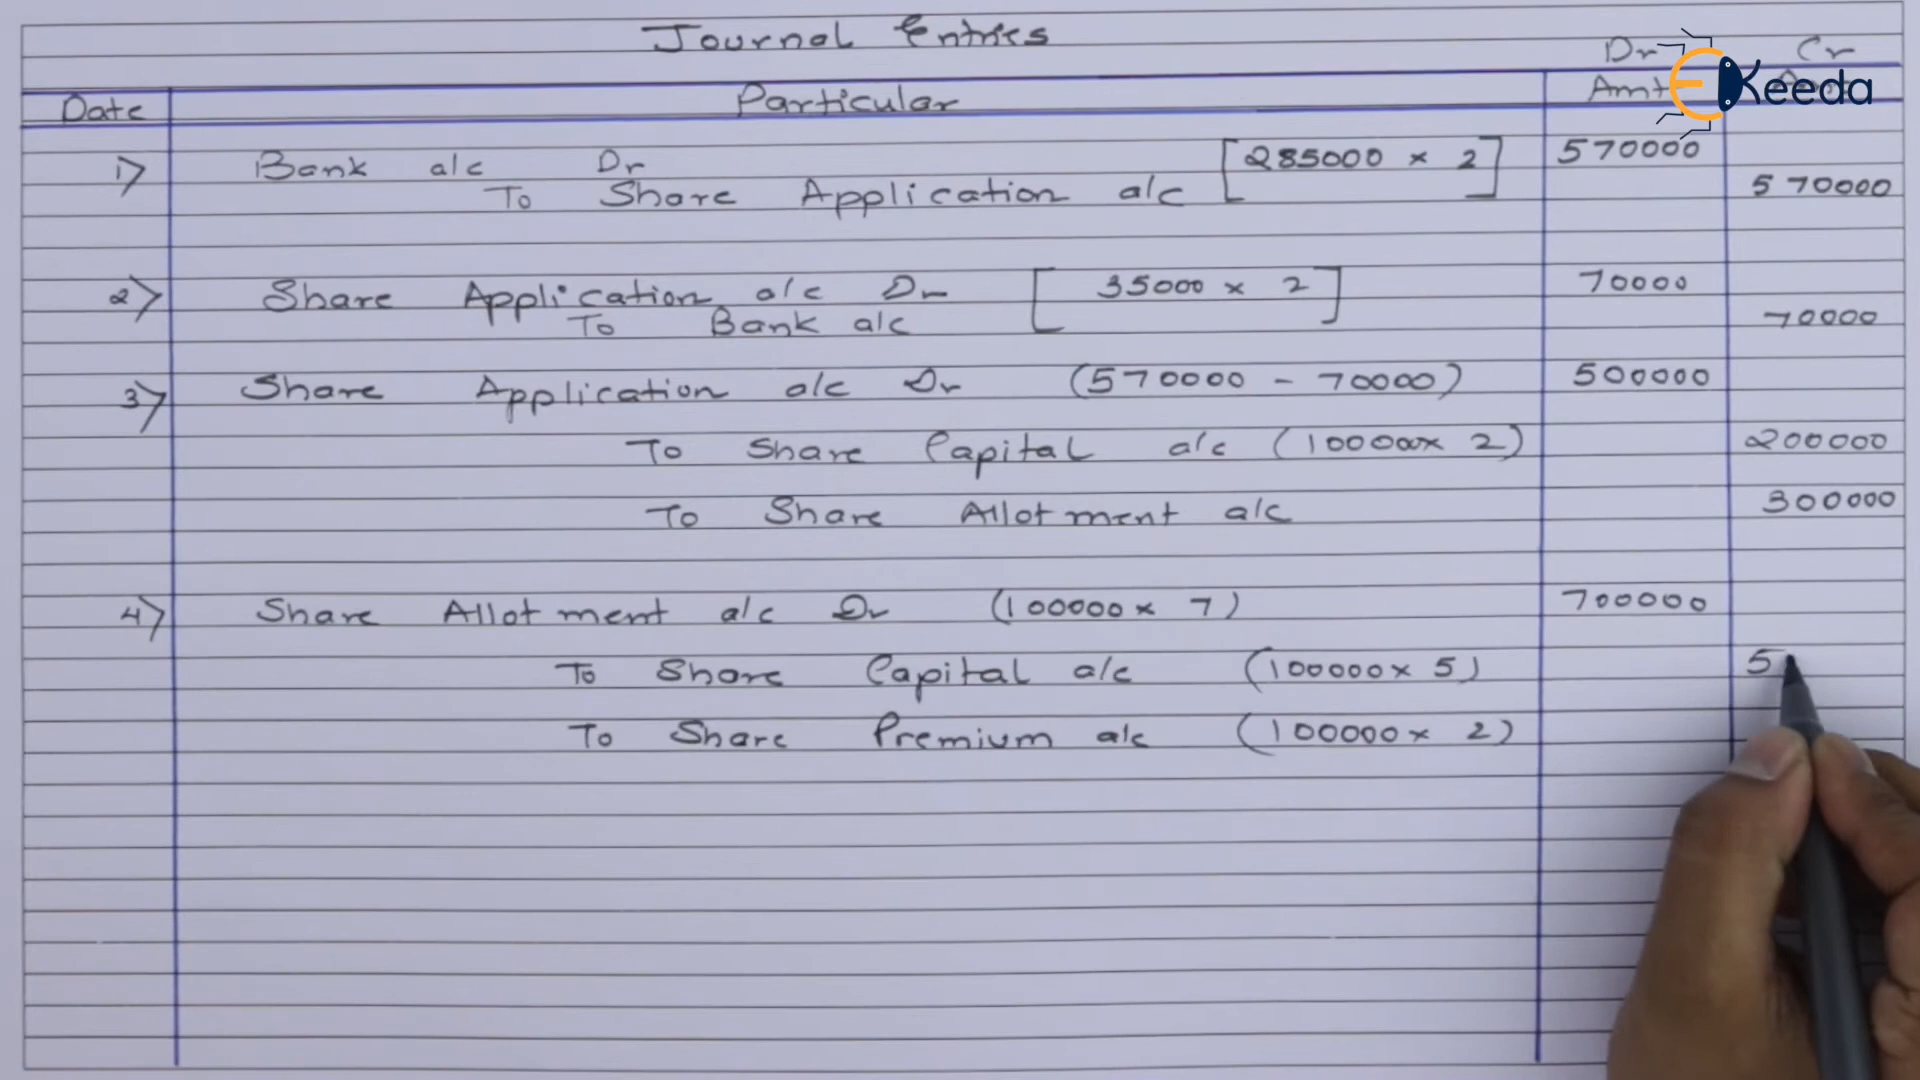 Journal Entries
Dr Cr
Date Particular Amt
Keeda
1) Bank a/c Dr [285000 × 2] 570000
To Share Application a/c 570000
2) Share Application a/c Dr [35000 × 2] 70000
To Bank a/c 70000
3) Share Application a/c Dr (570000 - 70000) 500000
To Share Capital a/c (100000 × 2) 200000
To Share Allotment a/c 300000
4) Share Allotment a/c Dr (100000 × 7) 700000
To Share Capital a/c (100000 × 5) 5
To Share Premium a/c (100000 × 2)